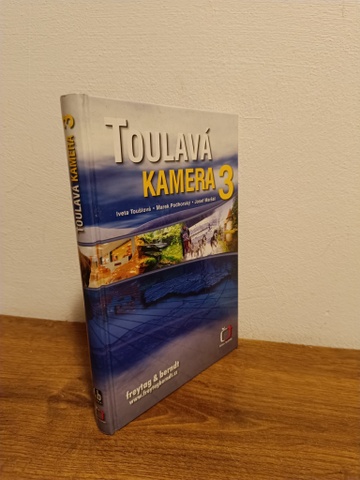 TOULAVÁ
KAMERA 3
Iveta Toušlová • Marek Podhorský • Josef Maršál
freytag & berndt
www.freytagberndt.cz
TOULAVÁ KAMERA 3